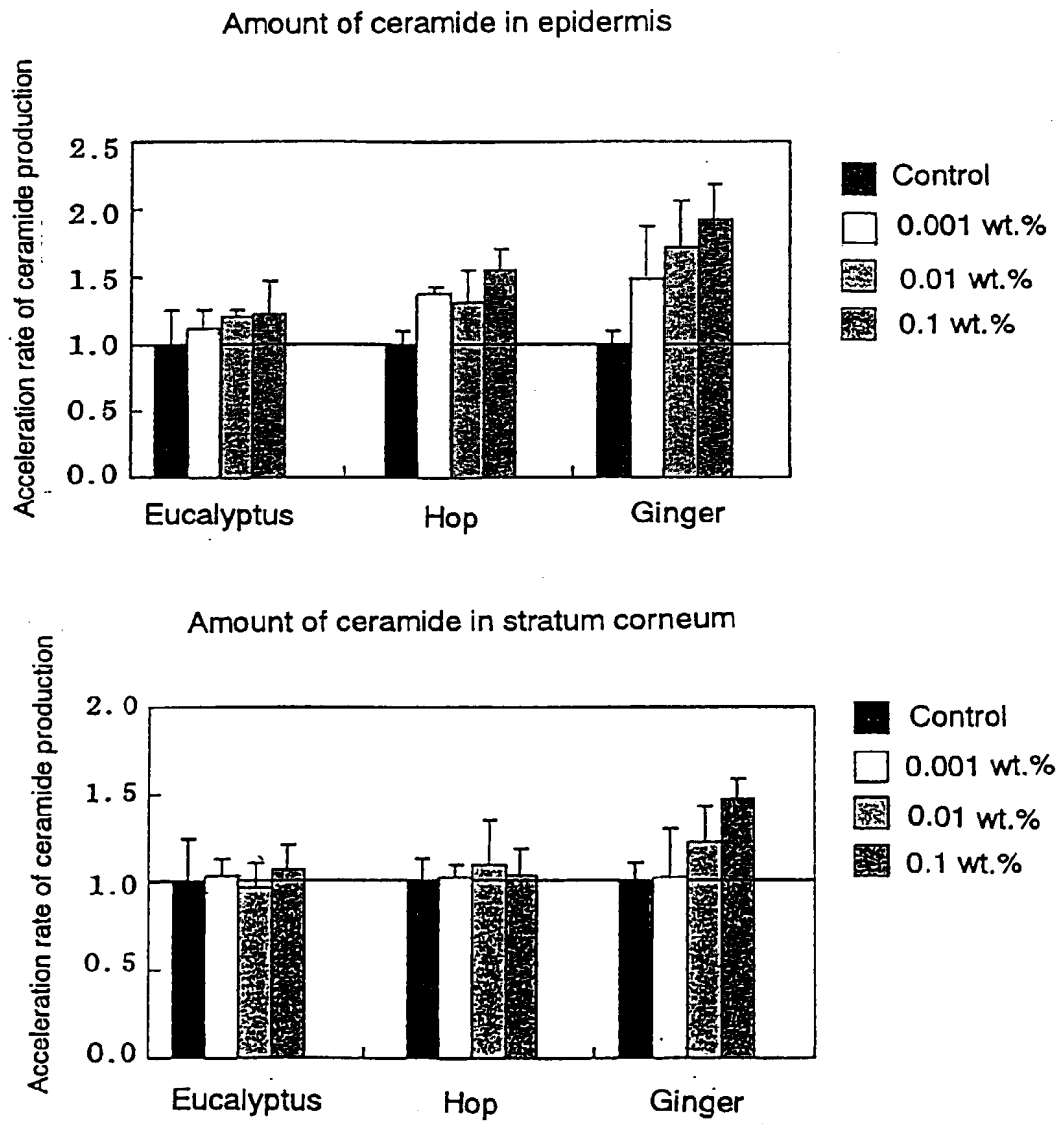 Amount of ceramide in epidermis
Acceleration rate of ceramide production
2.5
2.0
1.5
1.0
0.5
0.0
Eucalyptus
Hop
Ginger
Control
0.001 wt.%
0.01 wt.%
0.1 wt.%
Amount of ceramide in stratum corneum
Acceleration rate of ceramide production
2.0
1.5
1.0
0.5
0.0
Eucalyptus
Hop
Ginger
Control
0.001 wt.%
0.01 wt.%
0.1 wt.%